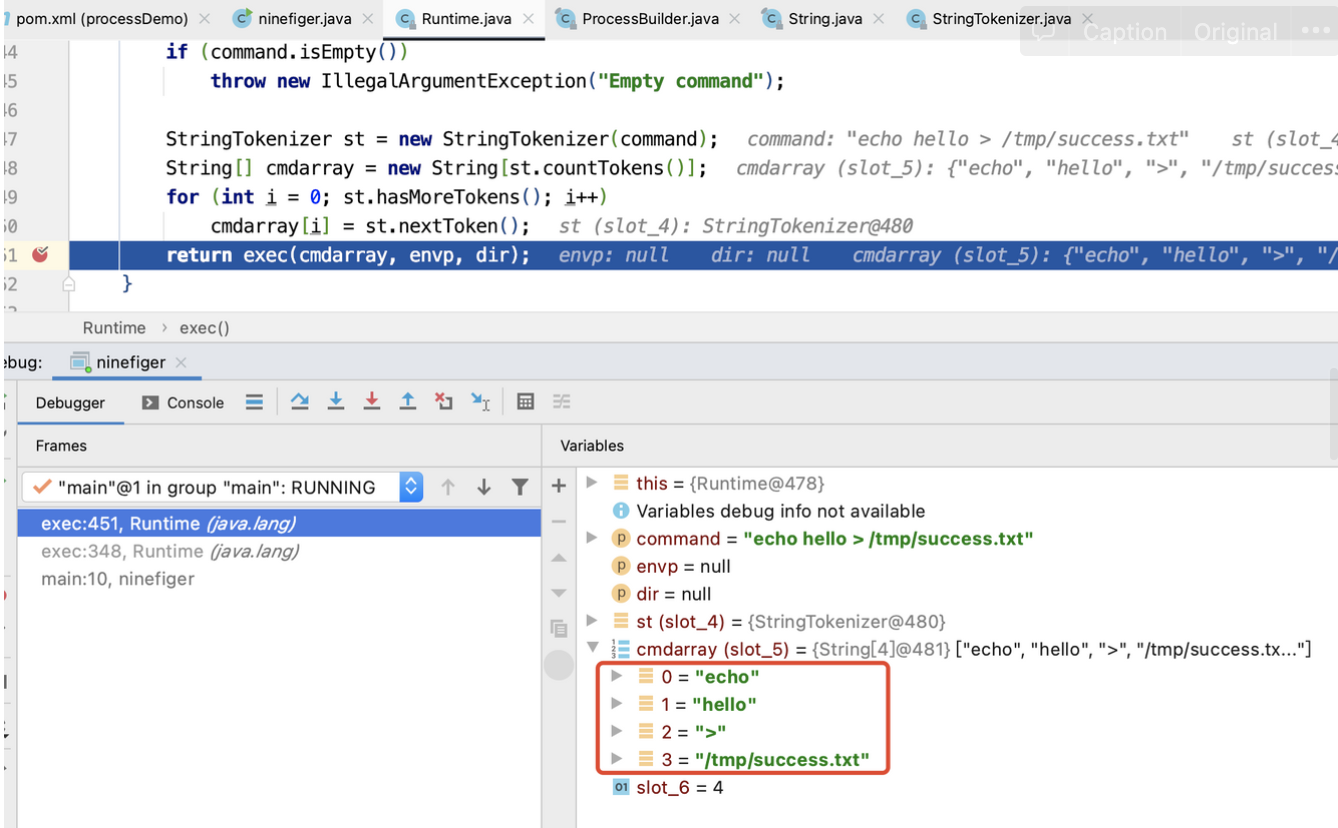 pom.xml (processDemo) ninefiger.java Runtime.java ProcessBuilder.java String.java StringTokenizer.java
Caption Original
44 if (command.isEmpty())
45 throw new IllegalArgumentException("Empty command");
46
47 StringTokenizer st = new StringTokenizer(command); command: "echo hello > /tmp/success.txt" st (slot_4
48 String[] cmdarray = new String[st.countTokens()]; cmdarray (slot_5): {"echo", "hello", ">", "/tmp/success
49 for (int i = 0; st.hasMoreTokens(); i++)
50 cmdarray[i] = st.nextToken(); st (slot_4): StringTokenizer@480
51 return exec(cmdarray, envp, dir); envp: null dir: null cmdarray (slot_5): {"echo", "hello", ">", "/
52 }
Runtime › exec()
ebug: ninefiger
Debugger Console
Frames
Variables
"main"@1 in group "main": RUNNING
exec:451, Runtime (java.lang)
exec:348, Runtime (java.lang)
main:10, ninefiger
this = {Runtime@478}
Variables debug info not available
command = "echo hello > /tmp/success.txt"
envp = null
dir = null
st (slot_4) = {StringTokenizer@480}
cmdarray (slot_5) = {String[4]@481} ["echo", "hello", ">", "/tmp/success.tx..."]
0 = "echo"
1 = "hello"
2 = ">"
3 = "/tmp/success.txt"
slot_6 = 4